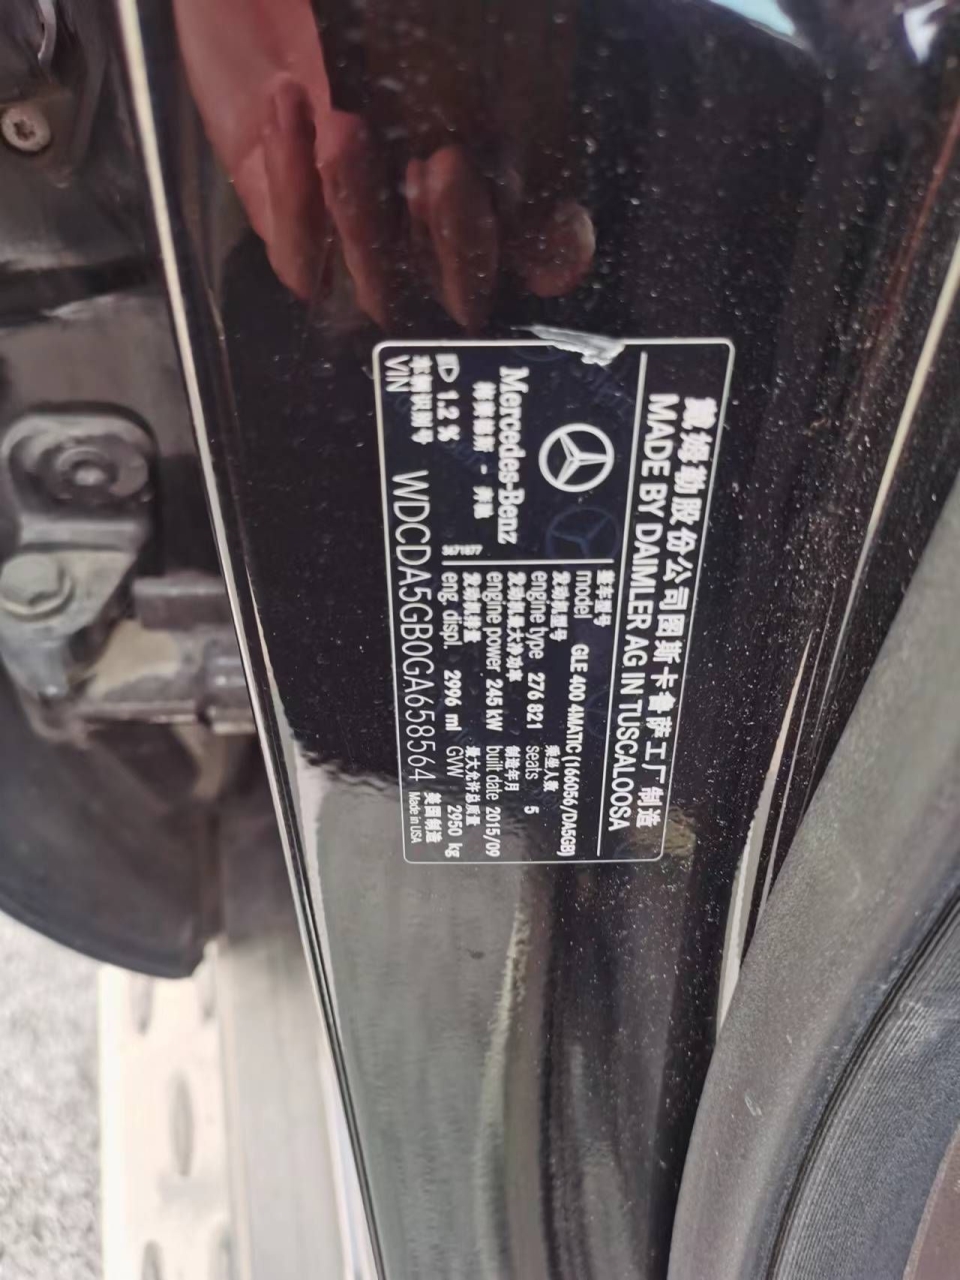 戴姆勒股份公司图斯卡鲁萨工厂制造
MADE BY DAIMLER AG IN TUSCALOOSA
Mercedes-Benz
梅赛德斯 - 奔驰
3671877
整车型号
model GLE 400 4MATIC (166056/DA5GB)
发动机型号 乘坐人数
engine type 276 821 seats 5
发动机最大净功率 制造年月
engine power 245 kW built date 2015/09
发动机排量 最大允许总质量
eng. displ. 2996 ml GVW 2950 kg
1.2 %
车辆识别号 美国制造
VIN WDCDA5GB0GA658564 Made in USA